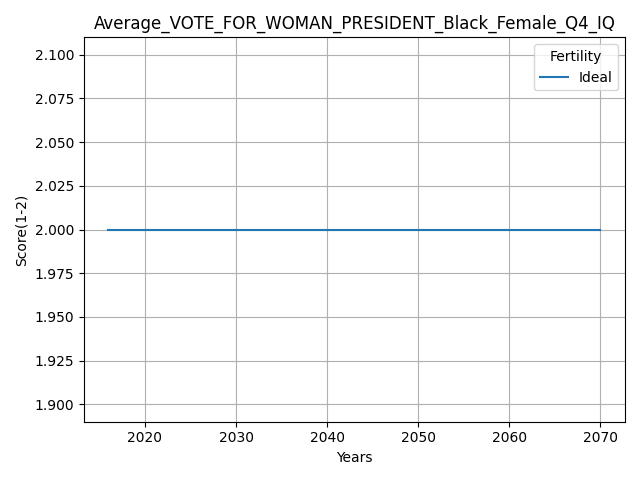 Average_VOTE_FOR_WOMAN_PRESIDENT_Black_Female_Q4_IQ
Fertility
Ideal
2.100
2.075
2.050
2.025
2.000
1.975
1.950
1.925
1.900
Score(1-2)
2020 2030 2040 2050 2060 2070
Years